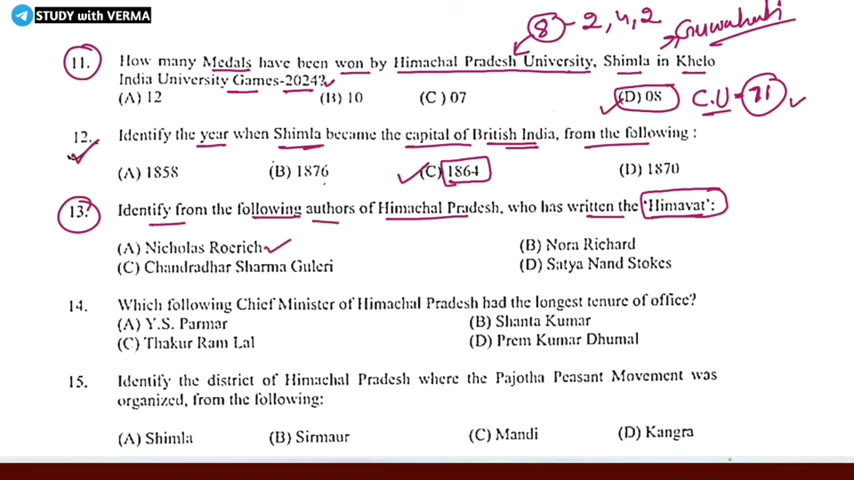 STUDY with VERMA
8 - 2, 4, 2
Guwahati
11. How many Medals have been won by Himachal Pradesh University, Shimla in Khelo
India University Games-2024?
(A) 12 (B) 10 (C ) 07 (D) 08
C.U - 71
12. Identify the year when Shimla became the capital of British India, from the following :
(A) 1858 (B) 1876 (C) 1864 (D) 1870
13. Identify from the following authors of Himachal Pradesh, who has written the 'Himavat':
(A) Nicholas Roerich (B) Nora Richard
(C) Chandradhar Sharma Guleri (D) Satya Nand Stokes
14. Which following Chief Minister of Himachal Pradesh had the longest tenure of office?
(A) Y.S. Parmar (B) Shanta Kumar
(C) Thakur Ram Lal (D) Prem Kumar Dhumal
15. Identify the district of Himachal Pradesh where the Pajotha Peasant Movement was
organized, from the following:
(A) Shimla (B) Sirmaur (C) Mandi (D) Kangra